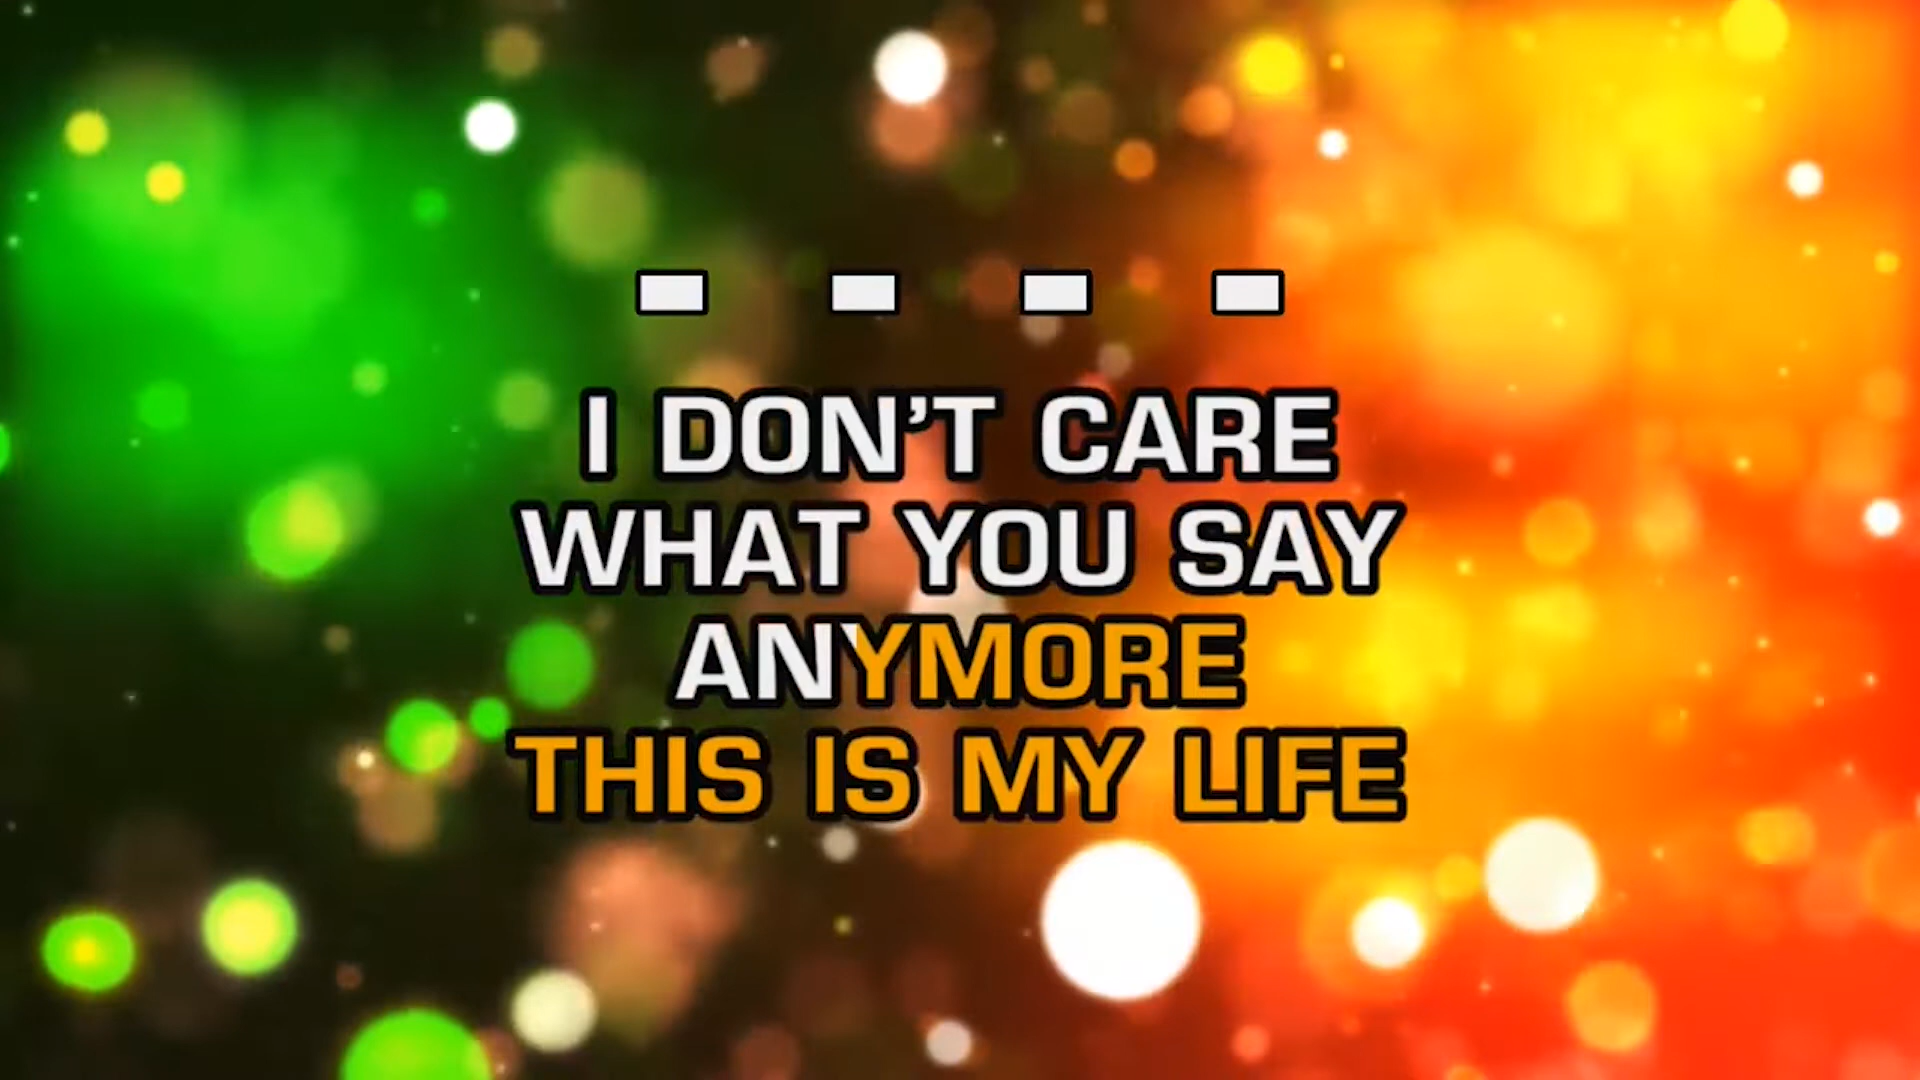 - - - -
I DON'T CARE
WHAT YOU SAY
ANYMORE
THIS IS MY LIFE